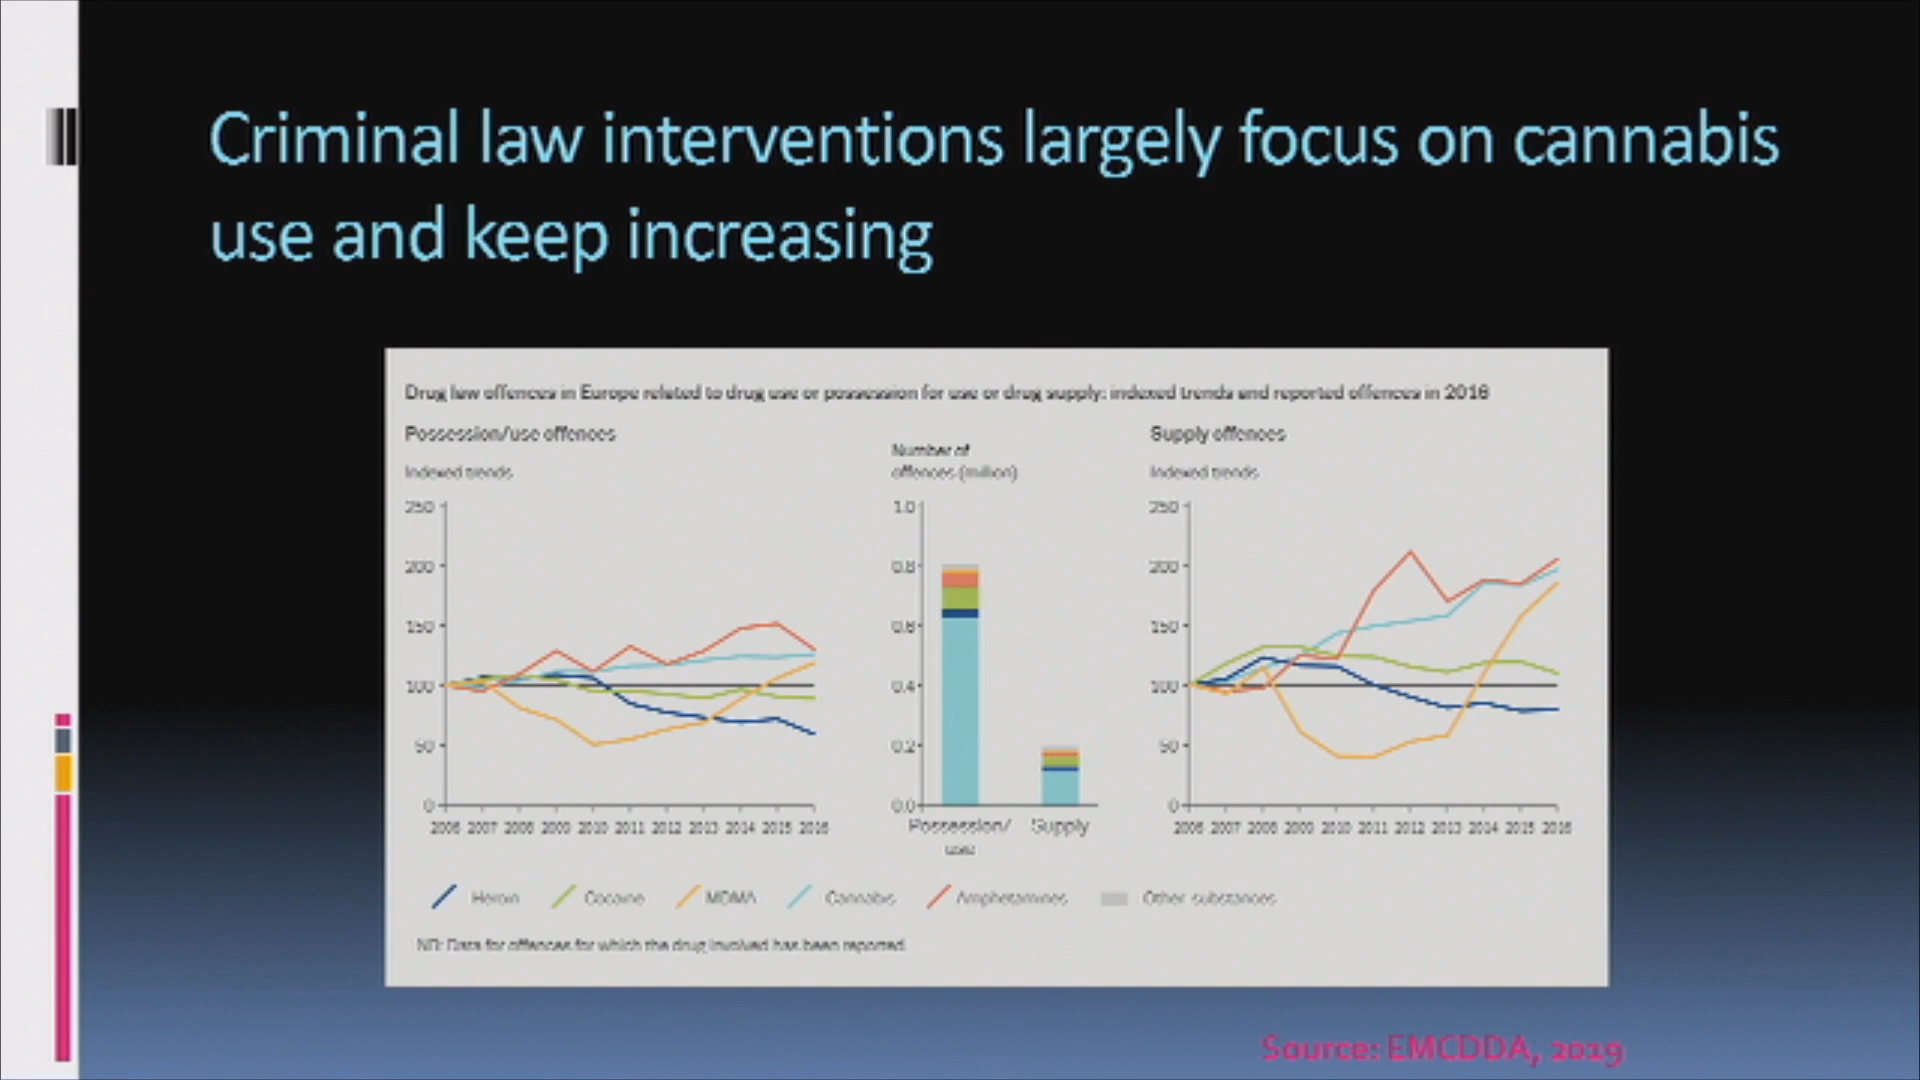 Criminal law interventions largely focus on cannabis
use and keep increasing
Drug law offences in Europe related to drug use or possession for use or drug supply: indexed trends and reported offences in 2016
Possession/use offences
Indexed trends
250
200
150
100
50
0
2006 2007 2008 2009 2010 2011 2012 2013 2014 2015 2016
Number of
offences (million)
1.0
0.8
0.6
0.4
0.2
0.0
Possession/
use
Supply
Supply offences
Indexed trends
250
200
150
100
50
0
2006 2007 2008 2009 2010 2011 2012 2013 2014 2015 2016
Heroin Cocaine MDMA Cannabis Amphetamines Other substances
NB: Data for offences for which the drug involved has been reported.
Source: EMCDDA, 2019